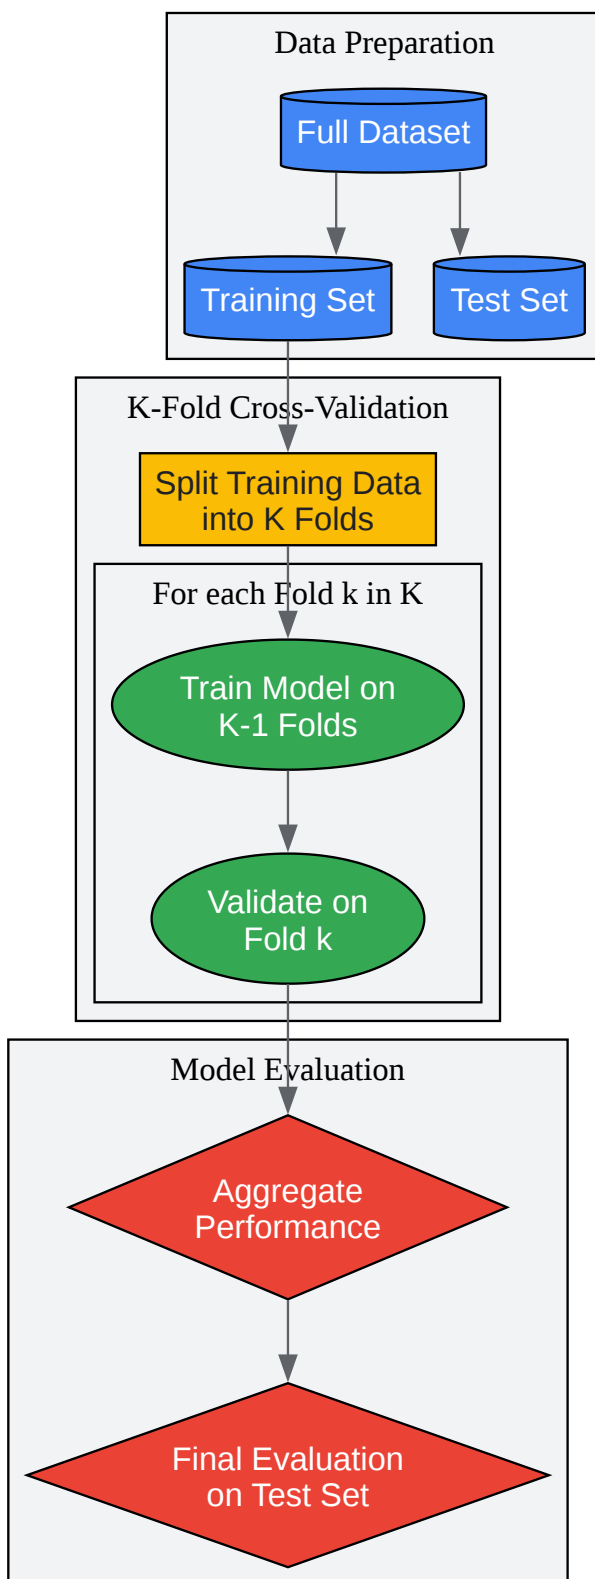 Data Preparation
Full Dataset
Training Set
Test Set
K-Fold Cross-Validation
Split Training Data
into K Folds
For each Fold k in K
Train Model on
K-1 Folds
Validate on
Fold k
Model Evaluation
Aggregate
Performance
Final Evaluation
on Test Set